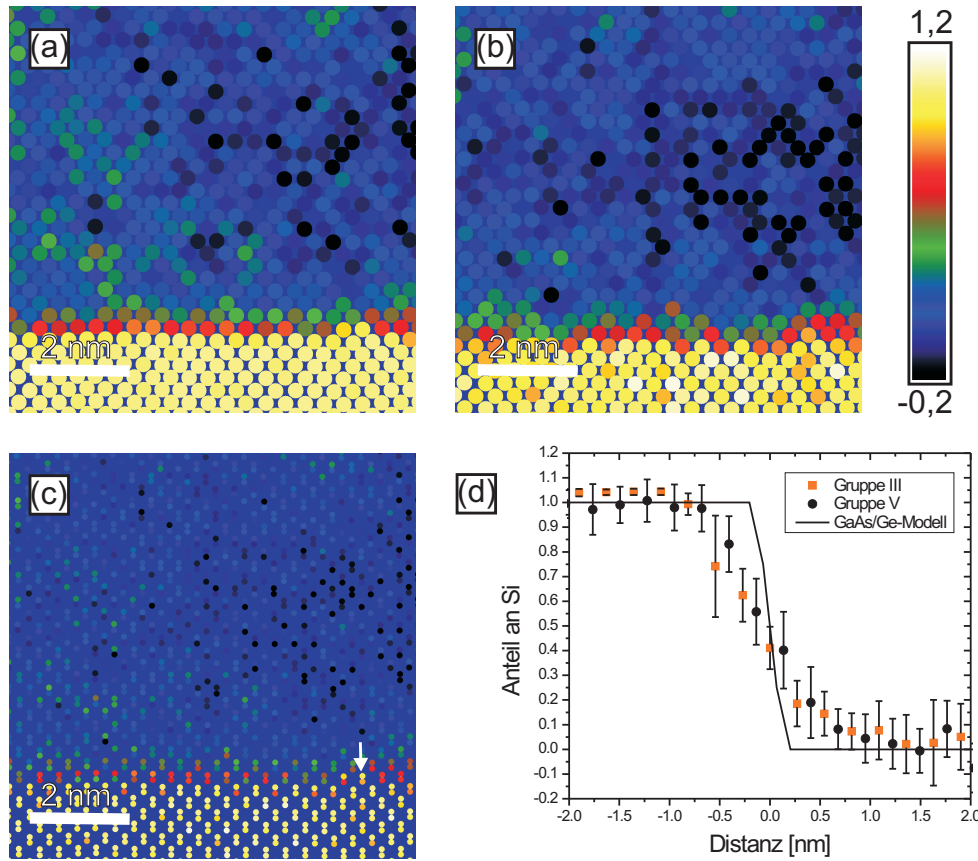 (a)
2 nm
(b)
2 nm
1,2
-0,2
(c)
2 nm
(d)
Anteil an Si
1.2
1.1
1.0
0.9
0.8
0.7
0.6
0.5
0.4
0.3
0.2
0.1
0.0
-0.1
-0.2
Gruppe III
Gruppe V
GaAs/Ge-Modell
-2.0 -1.5 -1.0 -0.5 0.0 0.5 1.0 1.5 2.0
Distanz [nm]